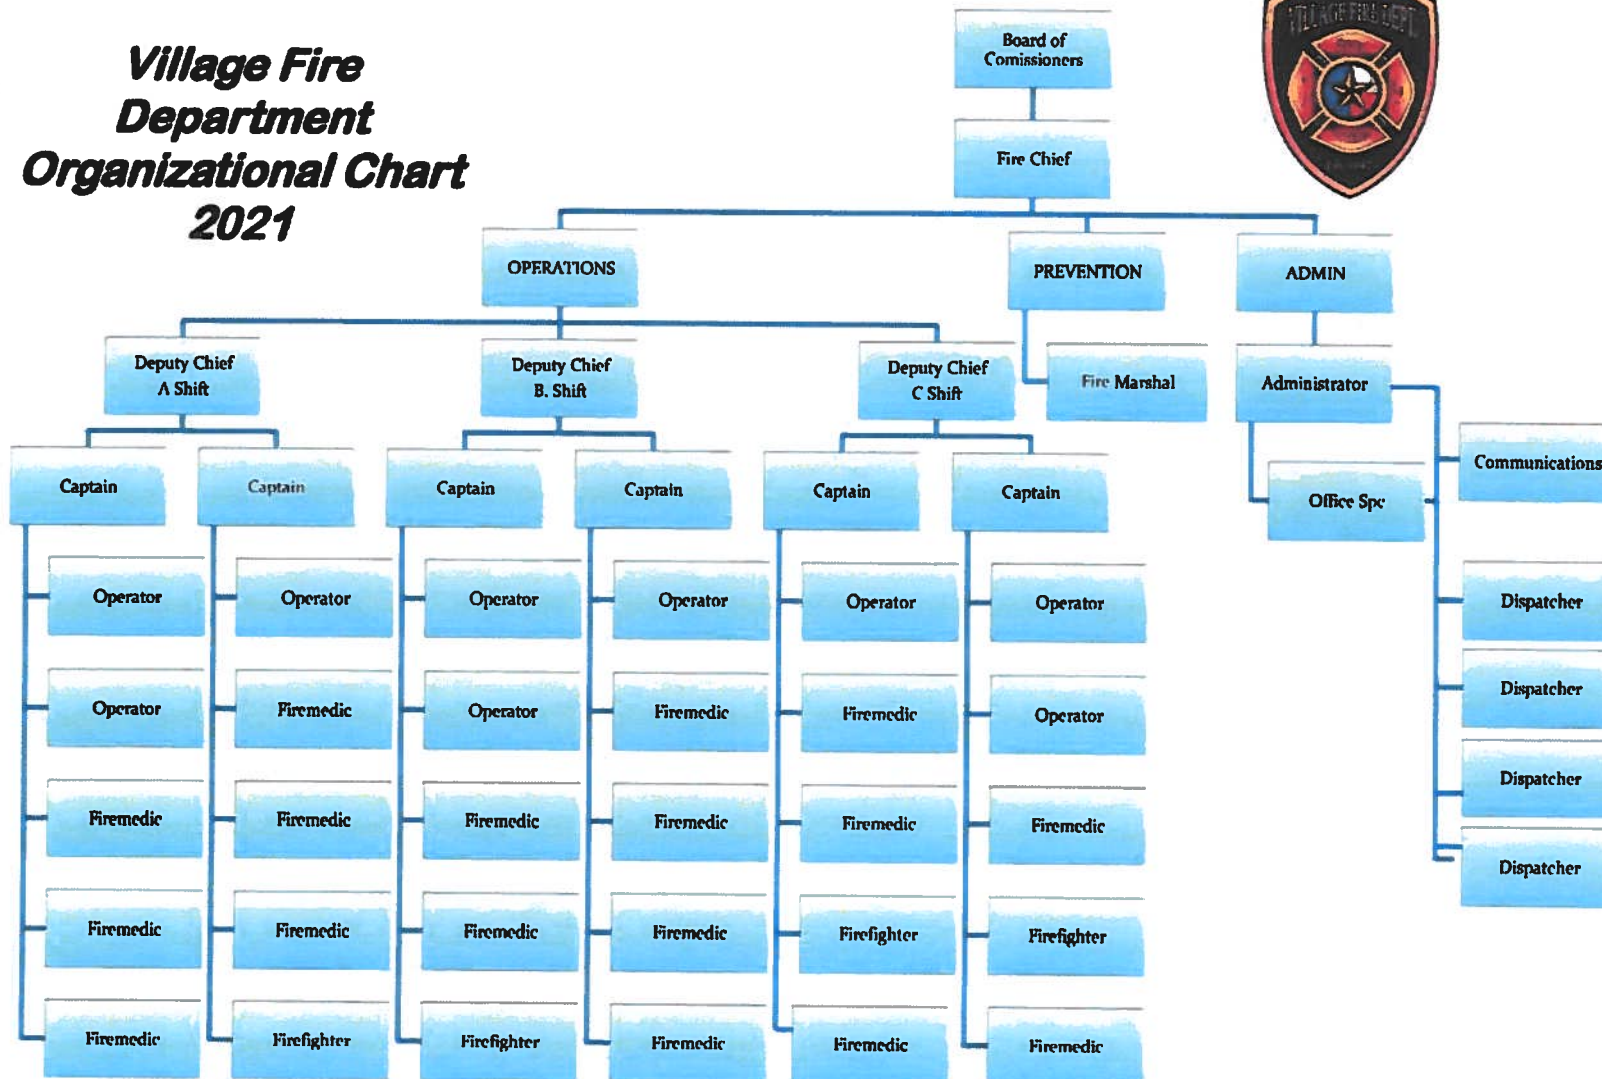 Village Fire
Department
Organizational Chart
2021
VILLAGE FIRE DEPT.
Board of
Comissioners
Fire Chief
OPERATIONS
PREVENTION
ADMIN
Deputy Chief
A Shift
Deputy Chief
B. Shift
Deputy Chief
C Shift
Fire Marshal
Administrator
Captain
Captain
Captain
Captain
Captain
Captain
Office Spc
Communications
Operator
Operator
Operator
Operator
Operator
Operator
Dispatcher
Operator
Firemedic
Operator
Firemedic
Firemedic
Operator
Dispatcher
Firemedic
Firemedic
Firemedic
Firemedic
Firemedic
Firemedic
Dispatcher
Firemedic
Firemedic
Firemedic
Firemedic
Firefighter
Firefighter
Dispatcher
Firemedic
Firefighter
Firefighter
Firemedic
Firemedic
Firemedic